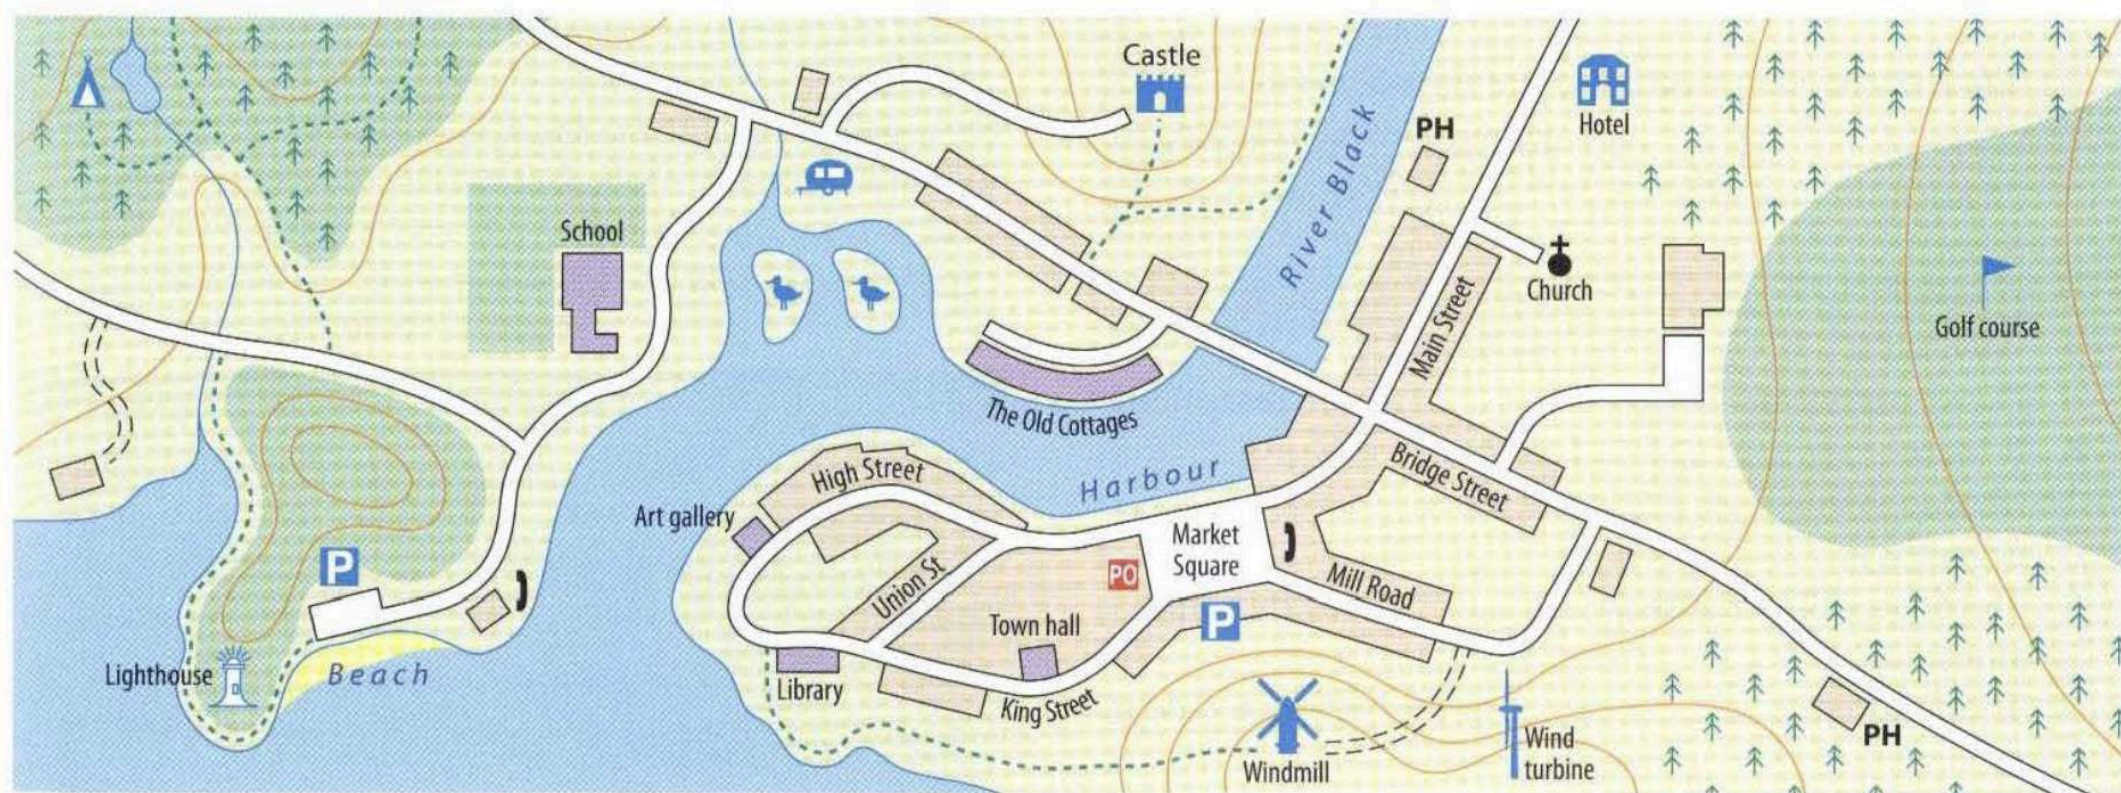 Castle
PH
Hotel
River Black
School
Church
Main Street
Golf course
The Old Cottages
High Street
Harbour
Bridge Street
Art gallery
Market
Square
PO
Union St
Mill Road
P
P
Town hall
Lighthouse
Beach
Library
King Street
PH
Wind
turbine
Windmill